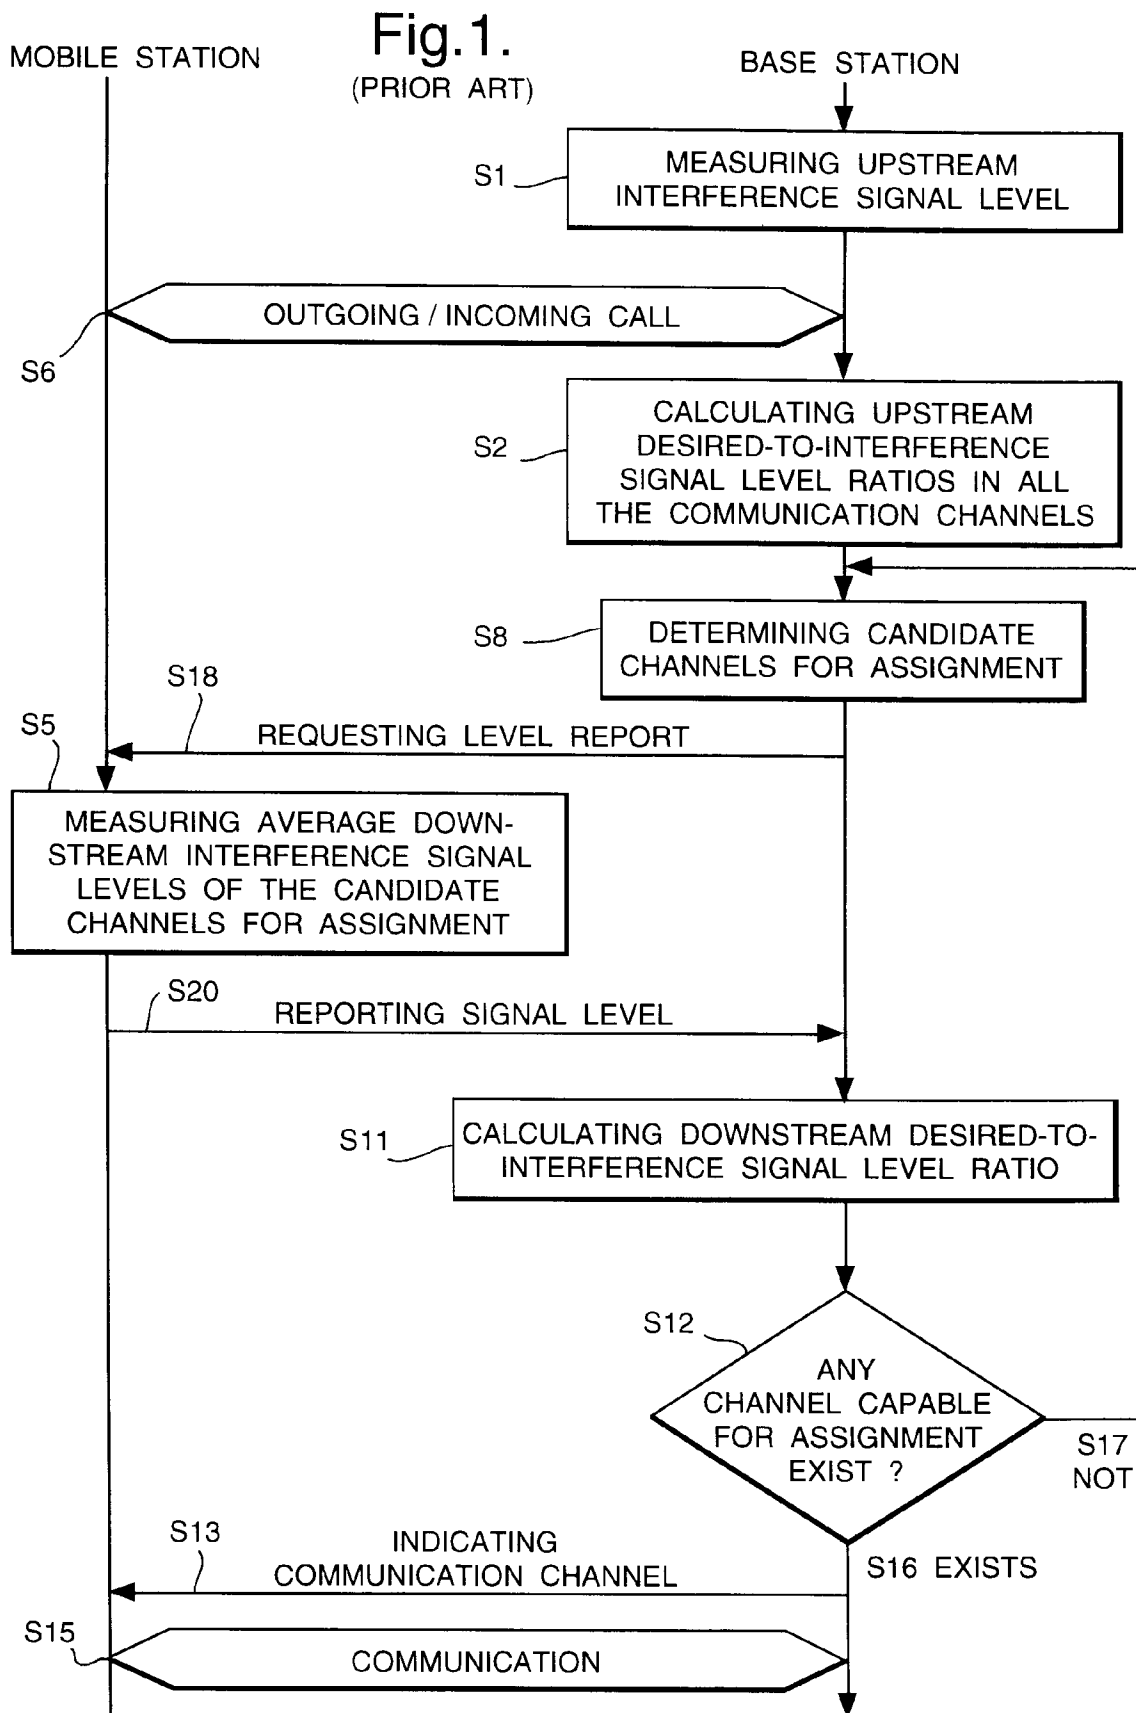 Fig.1.
(PRIOR ART)
MOBILE STATION
BASE STATION
S1
MEASURING UPSTREAM
INTERFERENCE SIGNAL LEVEL
OUTGOING / INCOMING CALL
S6
S2
CALCULATING UPSTREAM
DESIRED-TO-INTERFERENCE
SIGNAL LEVEL RATIOS IN ALL
THE COMMUNICATION CHANNELS
S8
DETERMINING CANDIDATE
CHANNELS FOR ASSIGNMENT
S18
REQUESTING LEVEL REPORT
S5
MEASURING AVERAGE DOWN-
STREAM INTERFERENCE SIGNAL
LEVELS OF THE CANDIDATE
CHANNELS FOR ASSIGNMENT
S20
REPORTING SIGNAL LEVEL
S11
CALCULATING DOWNSTREAM DESIRED-TO-
INTERFERENCE SIGNAL LEVEL RATIO
S12
ANY
CHANNEL CAPABLE
FOR ASSIGNMENT
EXIST ?
S17
NOT
S16 EXISTS
S13
INDICATING
COMMUNICATION CHANNEL
S15
COMMUNICATION